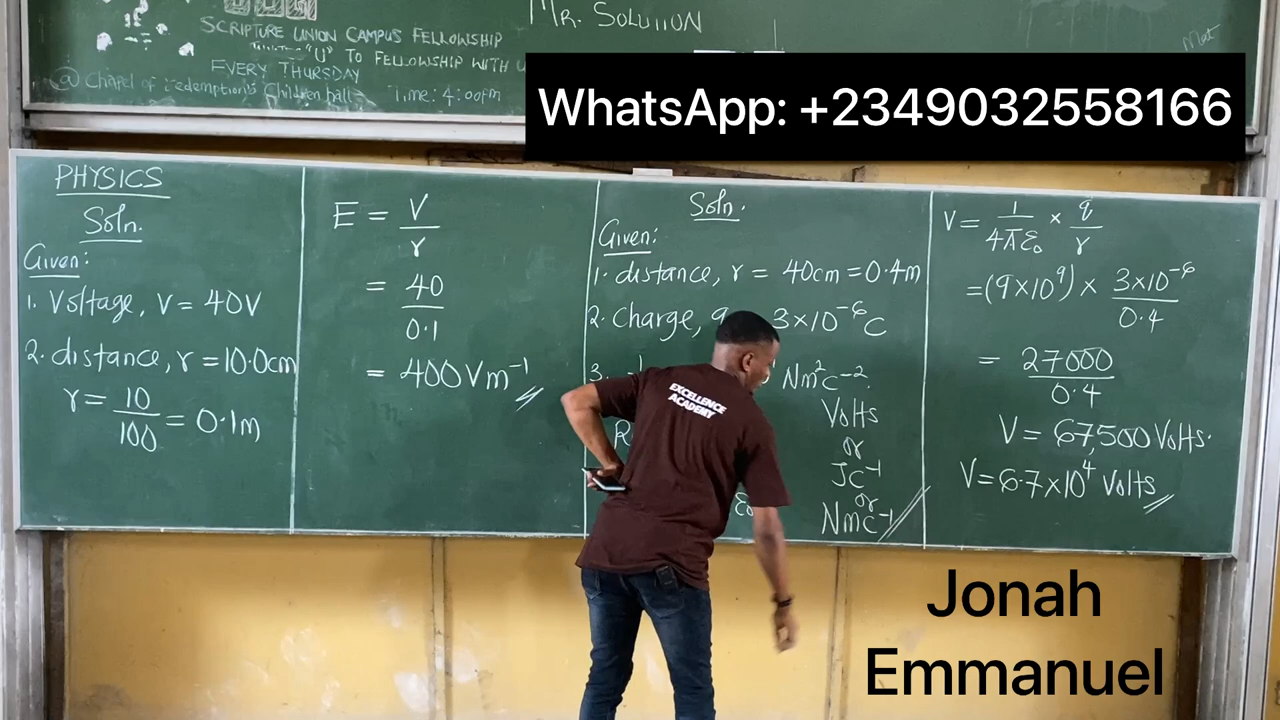 MR. SOLUTION
SCRIPTURE UNION CAMPUS FELLOWSHIP
"U" TO FELLOWSHIP WITH U
EVERY THURSDAY
@ Chapel of redemption's Children hall Time: 4:00pm
Mat
WhatsApp: +2349032558166
PHYSICS
Soln.
Given:
1. Voltage, V = 40V
2. distance, r = 10.0cm
r = 10/100 = 0.1m
E = V/r
= 40/0.1
= 400Vm⁻¹
Soln.
Given:
1. distance, r = 40cm = 0.4m
2. Charge, q 3×10⁻⁶C
3. 1 Nm²c⁻²
Volts
R or
Jc⁻¹
or
ε₀ Nmc⁻¹
V = 1/4πε₀ × q/r
= (9×10⁹) × 3×10⁻⁶/0.4
= 27000/0.4
V = 67,500 Volts.
V = 6.7×10⁴ Volts
EXCELLENCE
ACADEMY
Jonah
Emmanuel